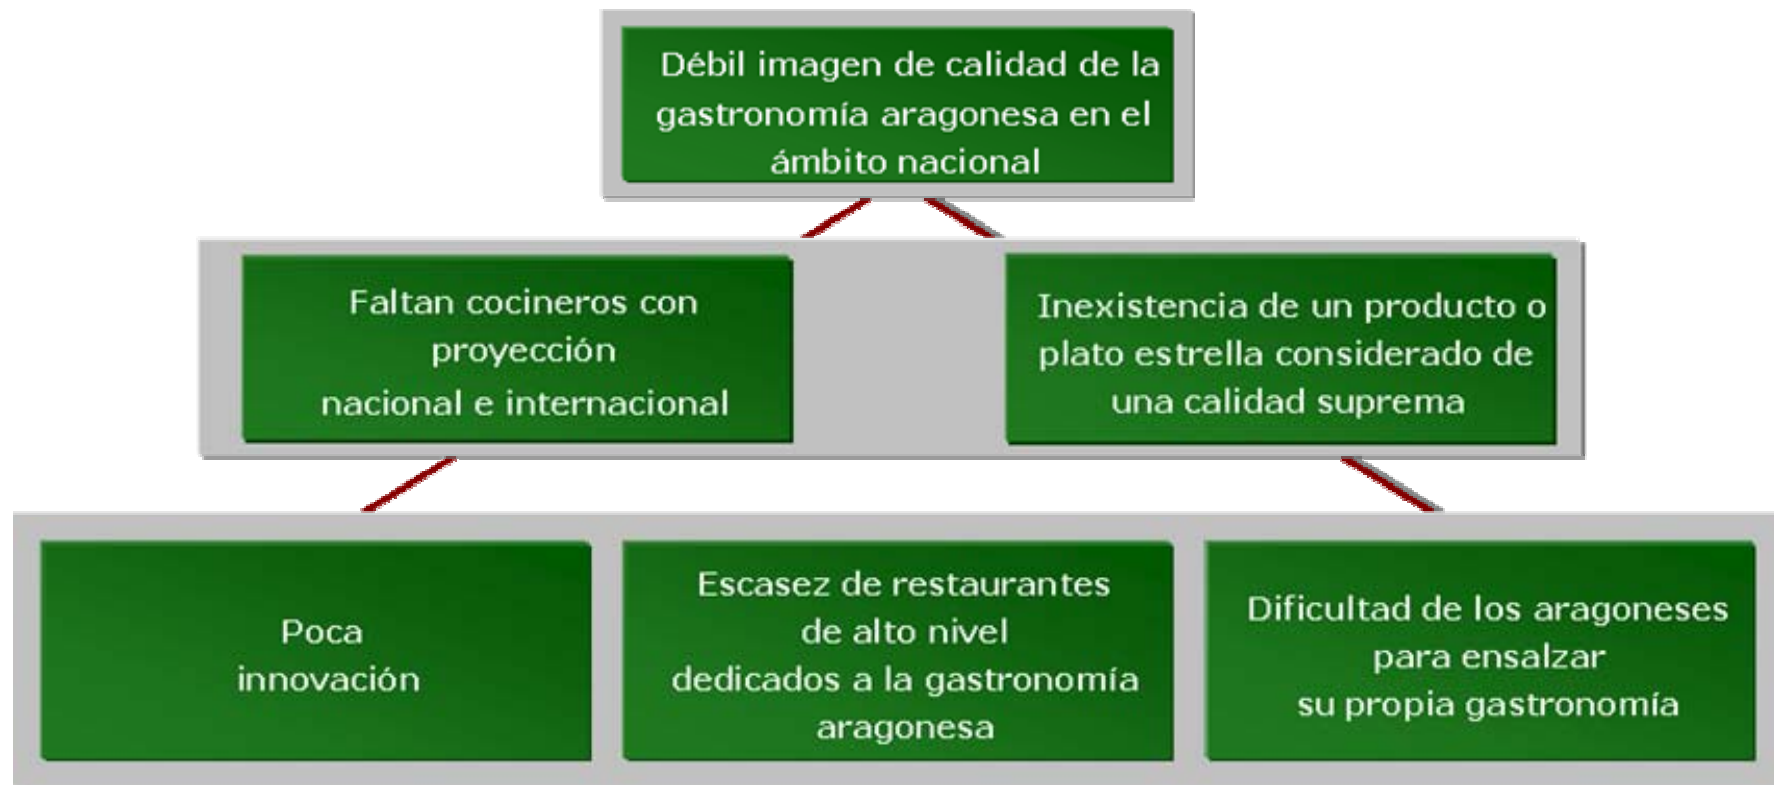 Débil imagen de calidad de la
gastronomía aragonesa en el
ámbito nacional
Faltan cocineros con
proyección
nacional e internacional
Inexistencia de un producto o
plato estrella considerado de
una calidad suprema
Poca
innovación
Escasez de restaurantes
de alto nivel
dedicados a la gastronomía
aragonesa
Dificultad de los aragoneses
para ensalzar
su propia gastronomía